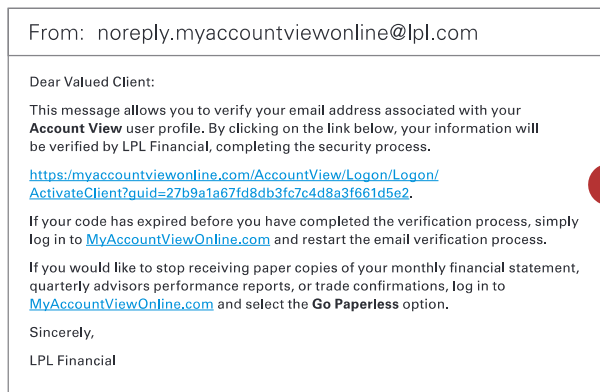 From: noreply.myaccountviewonline@lpl.com
Dear Valued Client:
This message allows you to verify your email address associated with your
Account View user profile. By clicking on the link below, your information will
be verified by LPL Financial, completing the security process.
https:/myaccountviewonline.com/AccountView/Logon/Logon/
ActivateClient?guid=27b9a1a67fd8db3fc7c4d8a3f661d5e2.
If your code has expired before you have completed the verification process, simply
log in to MyAccountViewOnline.com and restart the email verification process.
If you would like to stop receiving paper copies of your monthly financial statement,
quarterly advisors performance reports, or trade confirmations, log in to
MyAccountViewOnline.com and select the Go Paperless option.
Sincerely,
LPL Financial